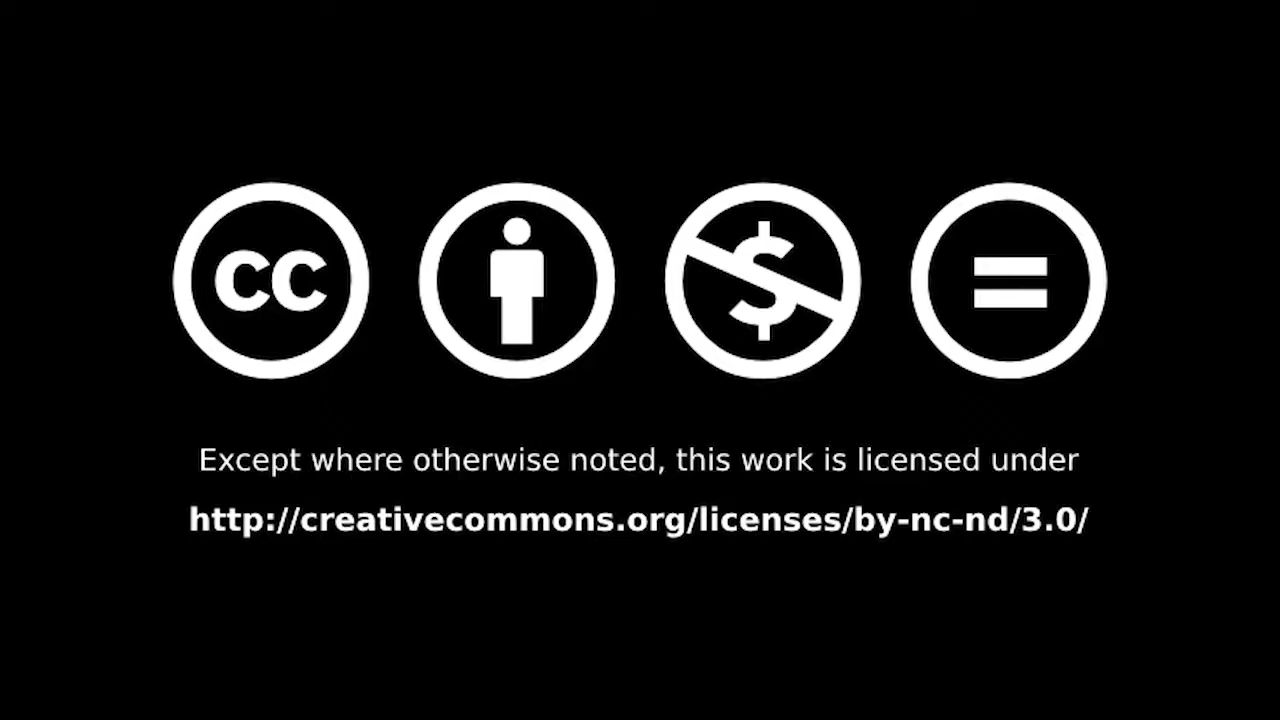 cc
$
=
Except where otherwise noted, this work is licensed under
http://creativecommons.org/licenses/by-nc-nd/3.0/